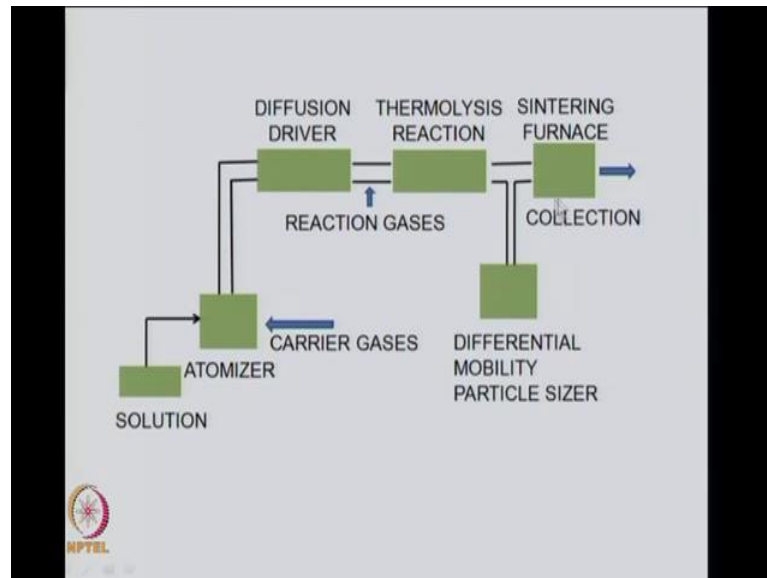 DIFFUSION
DRIVER
THERMOLYSIS
REACTION
SINTERING
FURNACE
REACTION GASES
COLLECTION
CARRIER GASES
ATOMIZER
SOLUTION
DIFFERENTIAL
MOBILITY
PARTICLE SIZER
NPTEL